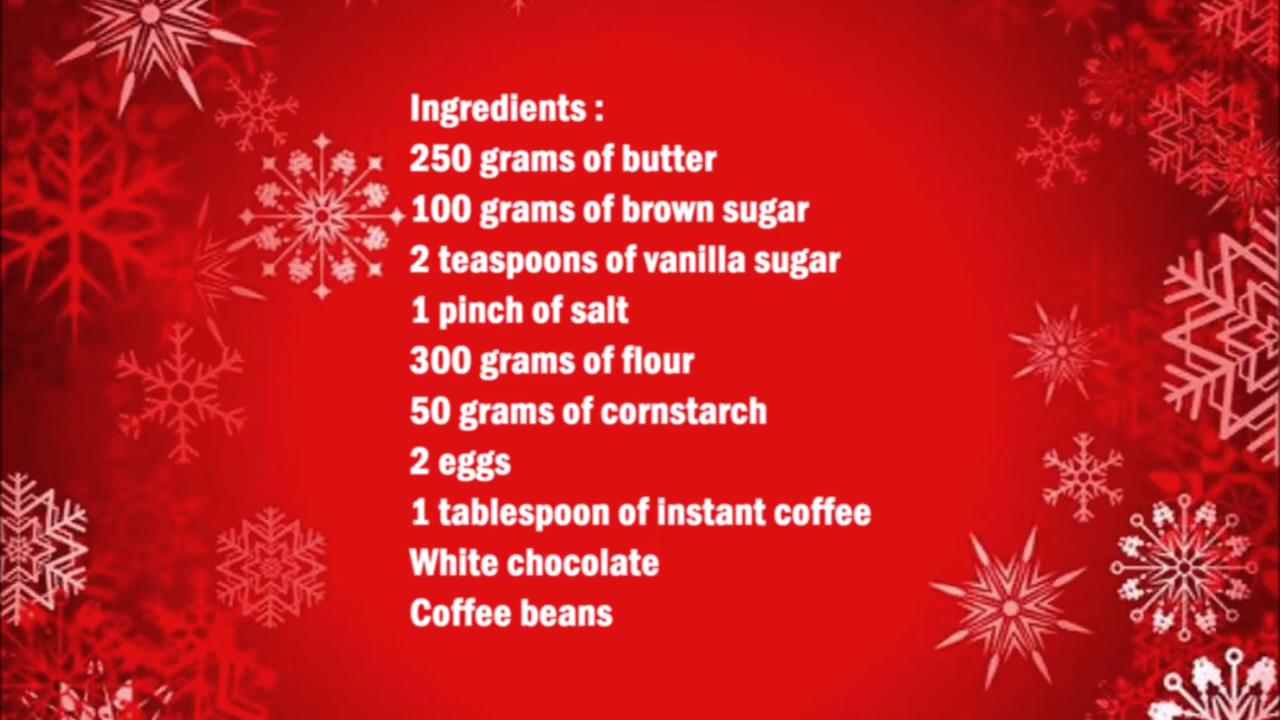 Ingredients :
250 grams of butter
100 grams of brown sugar
2 teaspoons of vanilla sugar
1 pinch of salt
300 grams of flour
50 grams of cornstarch
2 eggs
1 tablespoon of instant coffee
White chocolate
Coffee beans